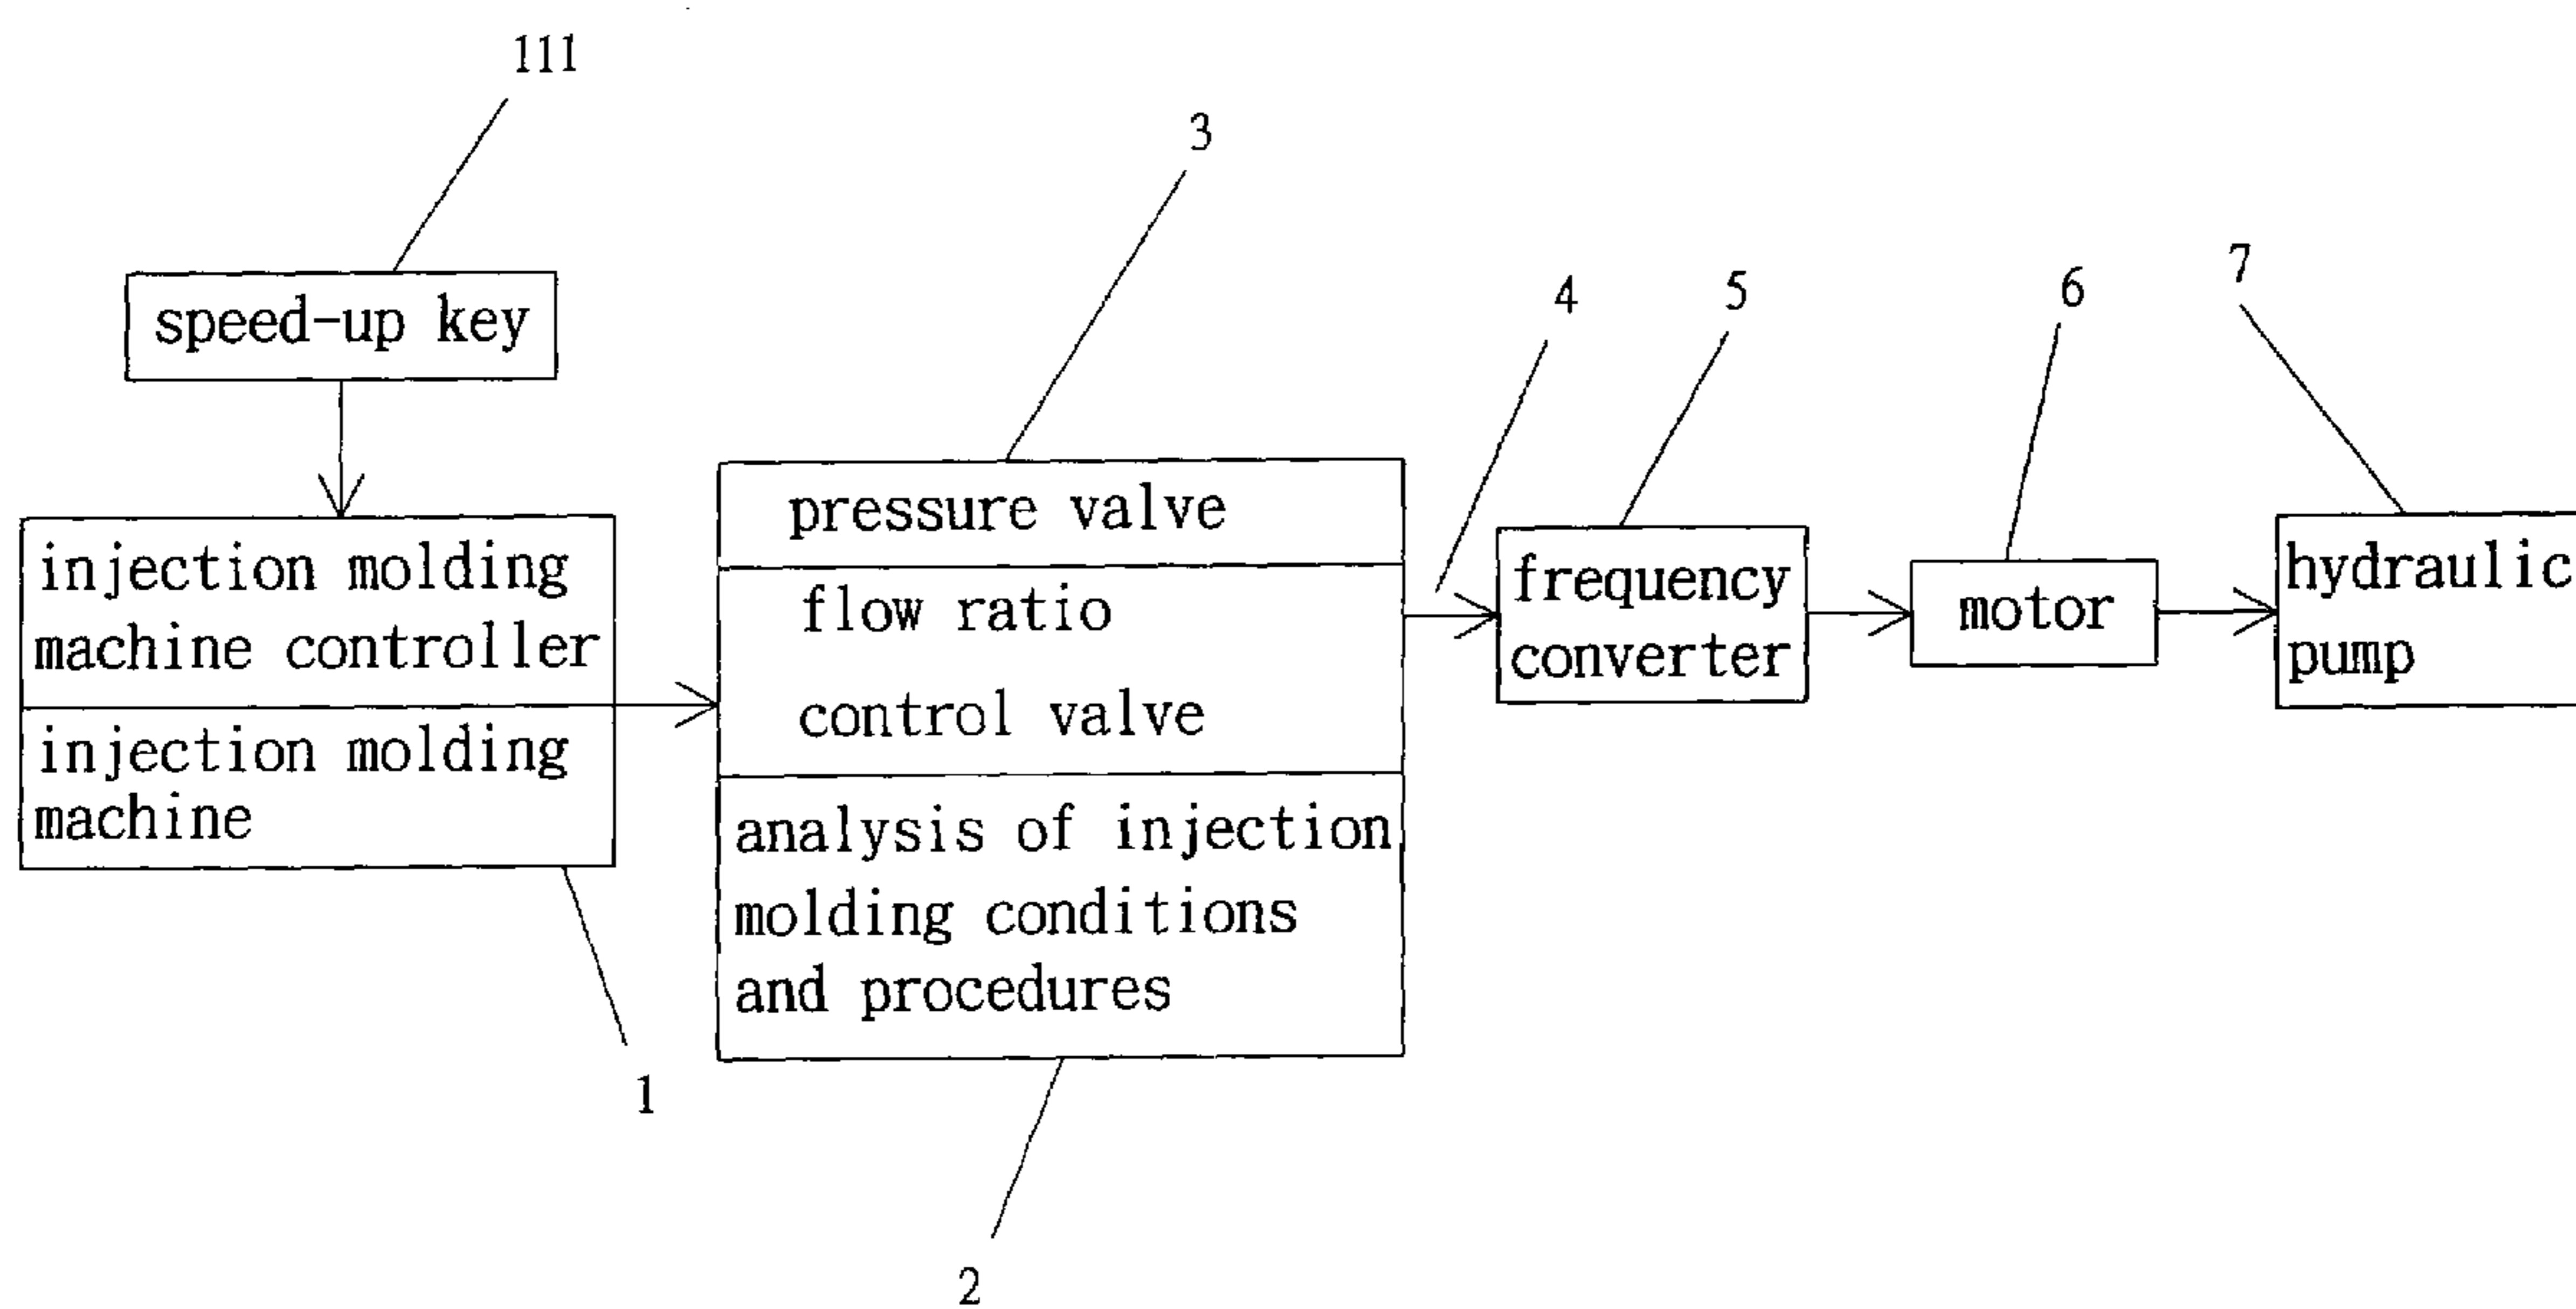 111
3
4
5
6
7
speed-up key
injection molding
machine controller
injection molding
machine
pressure valve
flow ratio
control valve
analysis of injection
molding conditions
and procedures
frequency
converter
motor
hydraulic
pump
1
2